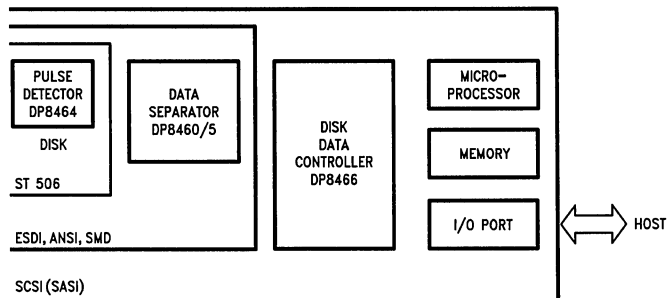 PULSE
DETECTOR
DP8464
DISK
ST 506
DATA
SEPARATOR
DP8460/5
ESDI, ANSI, SMD
DISK
DATA
CONTROLLER
DP8466
MICRO-
PROCESSOR
MEMORY
I/O PORT
HOST
SCSI (SASI)